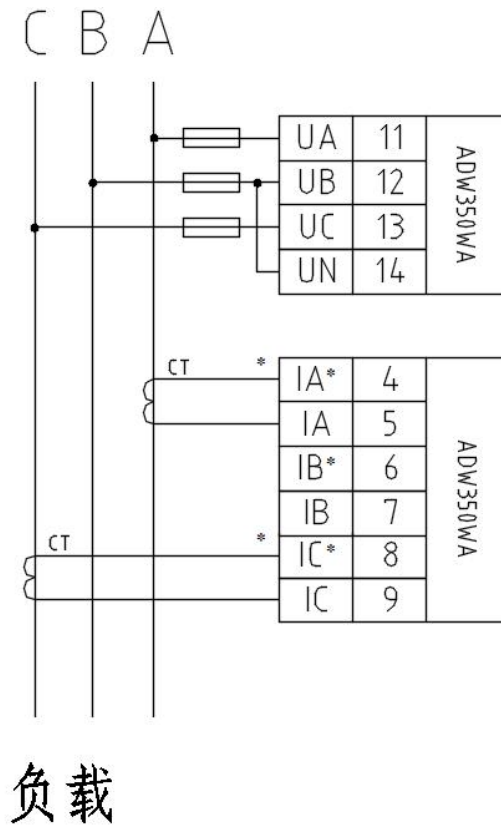 C B A
UA 11
UB 12
UC 13
UN 14
ADW350WA
CT *
IA* 4
IA 5
IB* 6
IB 7
CT *
IC* 8
IC 9
ADW350WA
负载